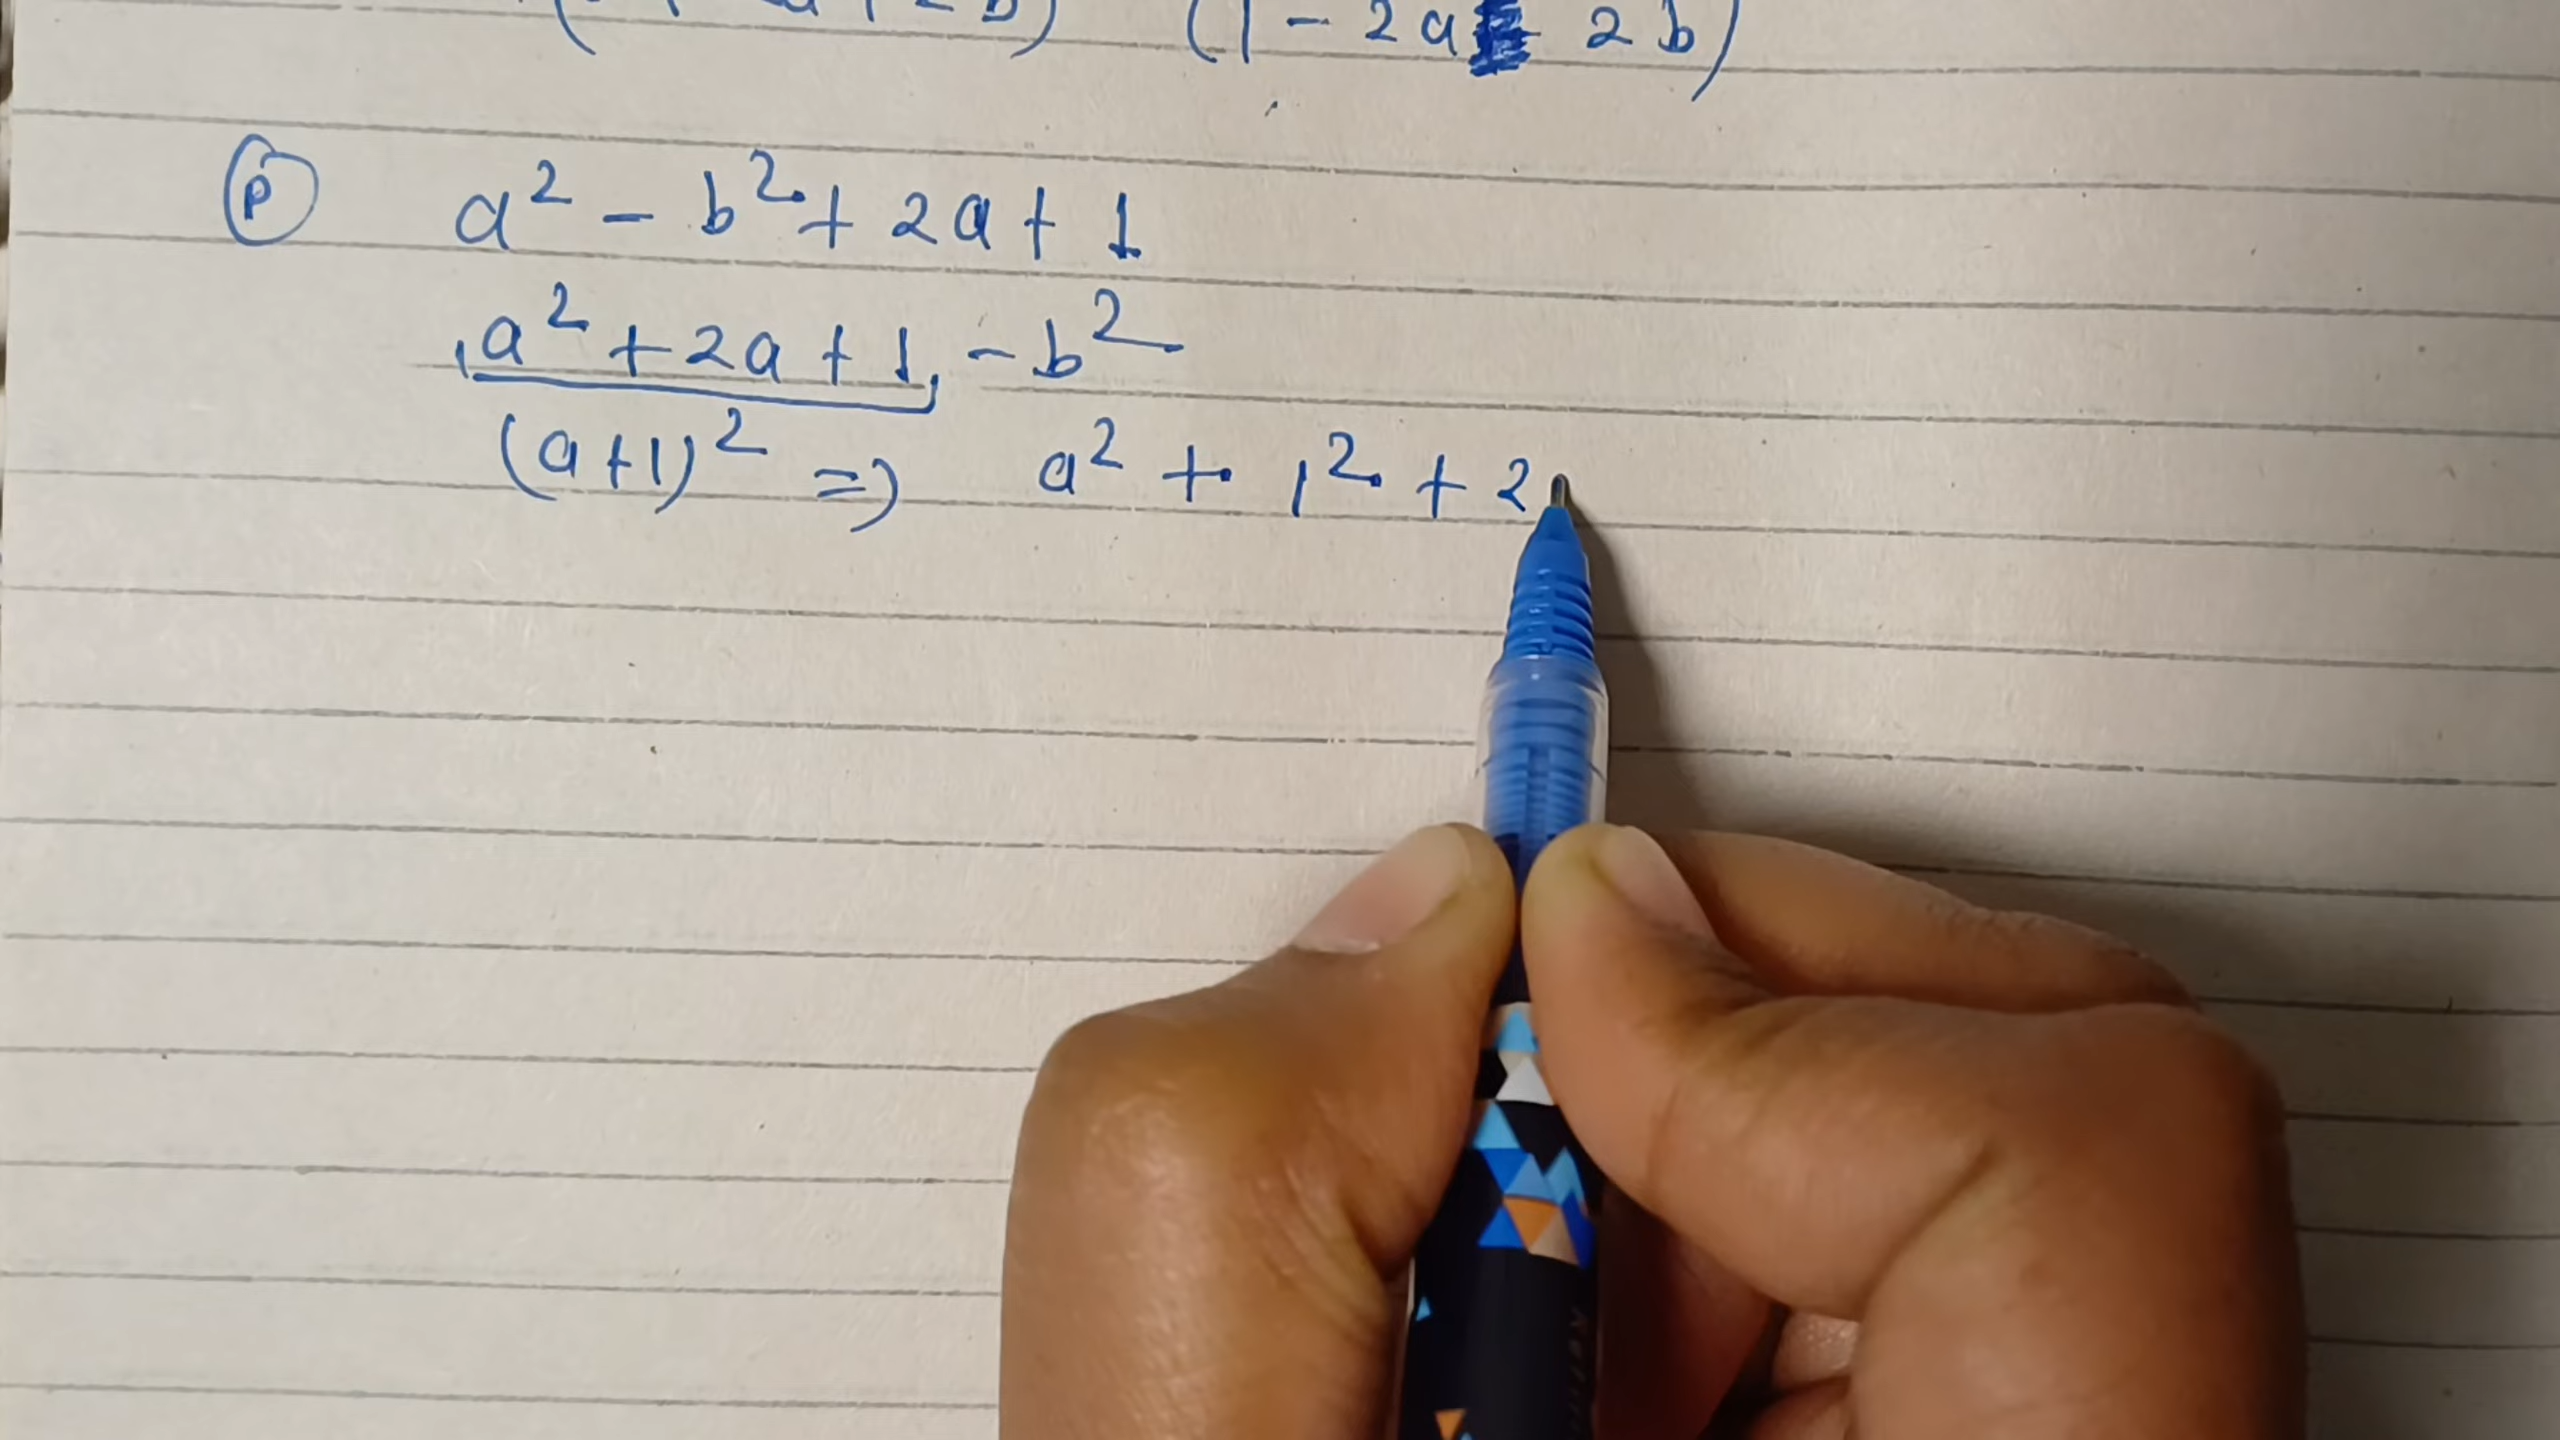 (1 - 2a - 2b)
(P) a² - b² + 2a + 1
a² + 2a + 1 - b²
(a+1)² => a² + 1² + 2